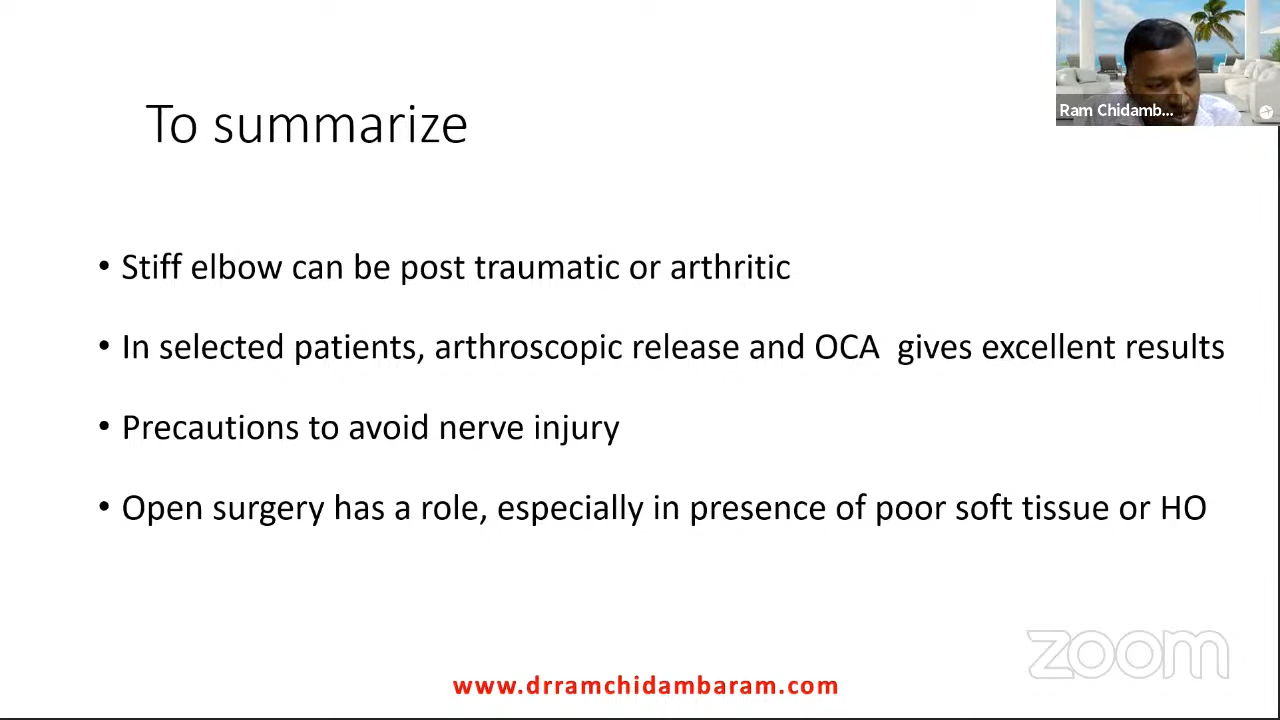 Ram Chidamb...
To summarize
• Stiff elbow can be post traumatic or arthritic
• In selected patients, arthroscopic release and OCA gives excellent results
• Precautions to avoid nerve injury
• Open surgery has a role, especially in presence of poor soft tissue or HO
zoom
www.drramchidambaram.com